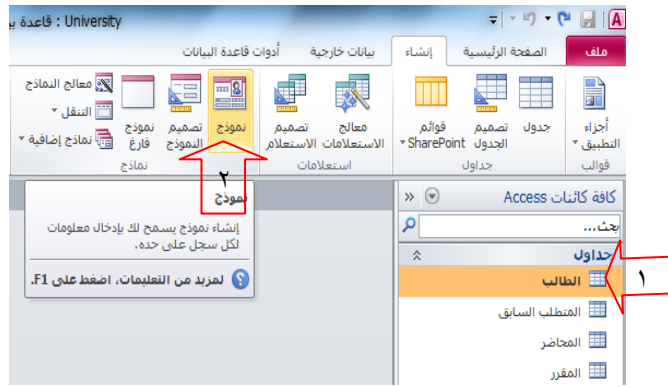 University : قاعدة بي
ملف
الصفحة الرئيسية
إنشاء
بيانات خارجية
أدوات قاعدة البيانات
أجزاء التطبيق
جدول
تصميم الجدول
قوائم SharePoint
معالج الاستعلامات
تصميم الاستعلام
نموذج
تصميم النموذج
نموذج فارغ
معالج النماذج
التنقل
نماذج إضافية
قوالب
جداول
استعلامات
نماذج
٢
نموذج
إنشاء نموذج يسمح لك بإدخال معلومات
لكل سجل على حده.
لمزيد من التعليمات، اضغط على F1.
كافة كائنات Access
بحث...
جداول
الطالب
١
المتطلب السابق
المحاضر
المقرر